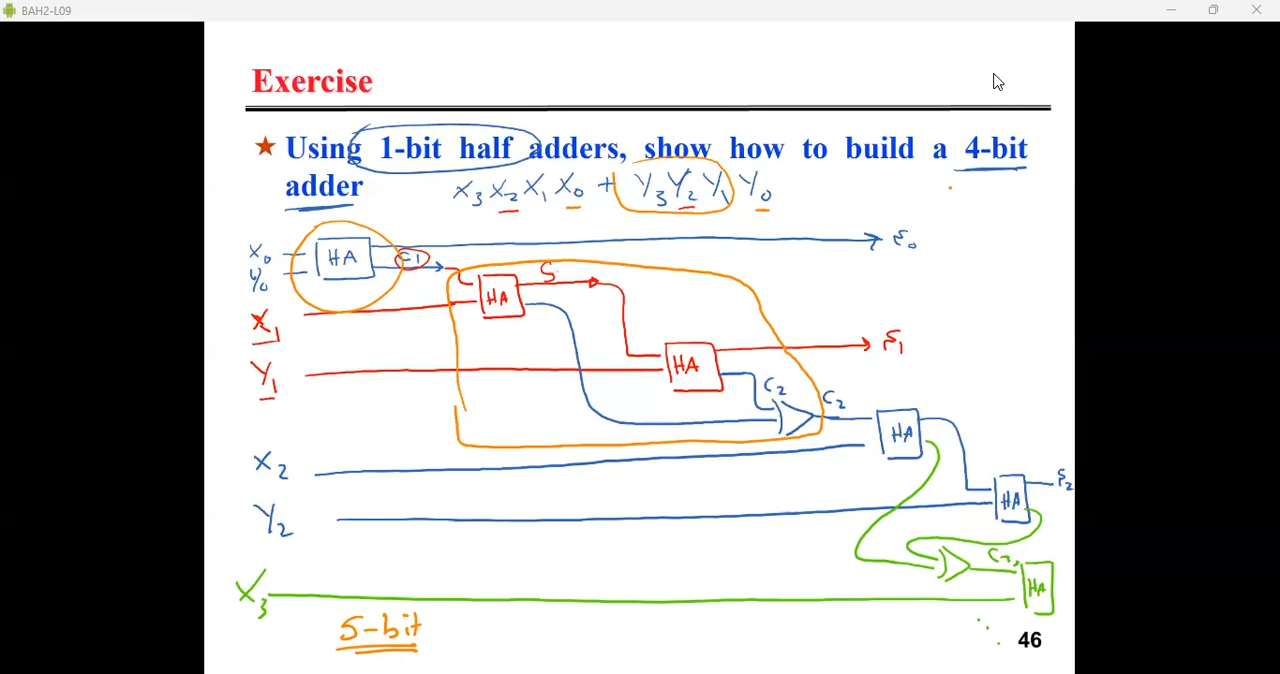 BAH2-L09
Exercise
★ Using 1-bit half adders, show how to build a 4-bit
adder
X3 X2 X1 X0 + Y3 Y2 Y1 Y0
X0
Y0
HA
C1
S0
X1
HA
S
Y1
HA
S1
C2
C2
X2
HA
Y2
HA
S2
C3
X3
HA
5-bit
46